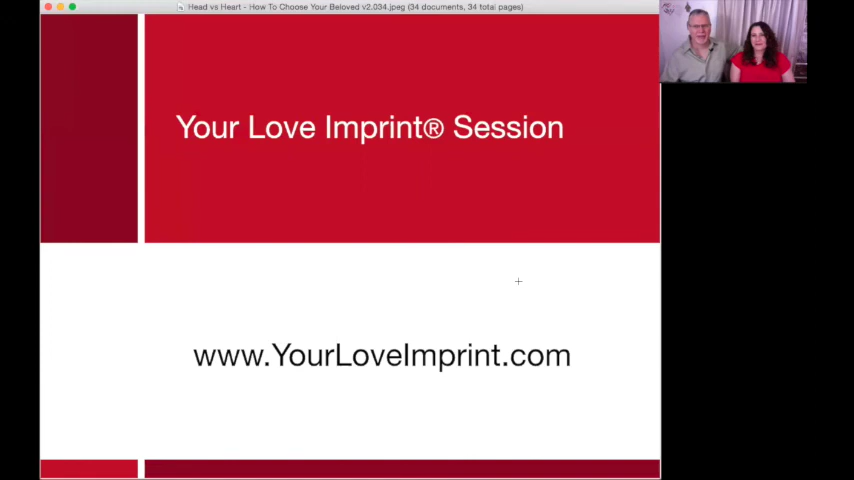 Head vs Heart - How To Choose Your Beloved v2.034.jpeg (34 documents, 34 total pages)
Your Love Imprint® Session
www.YourLoveImprint.com